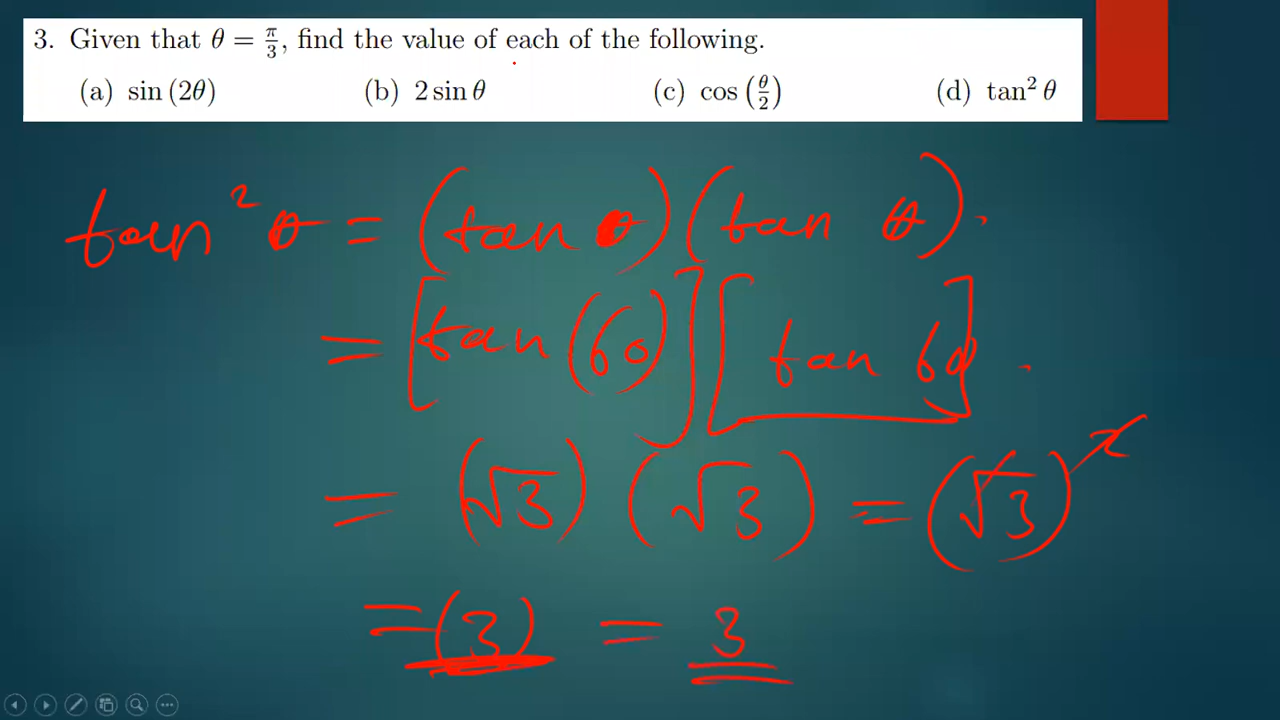 3. Given that θ = π/3, find the value of each of the following.
(a) sin (2θ) (b) 2 sin θ (c) cos (θ/2) (d) tan² θ
tan² θ = (tan θ)(tan θ).
= [tan (60)] [tan 60].
= (√3) (√3) = (√3)²
= (3) = 3